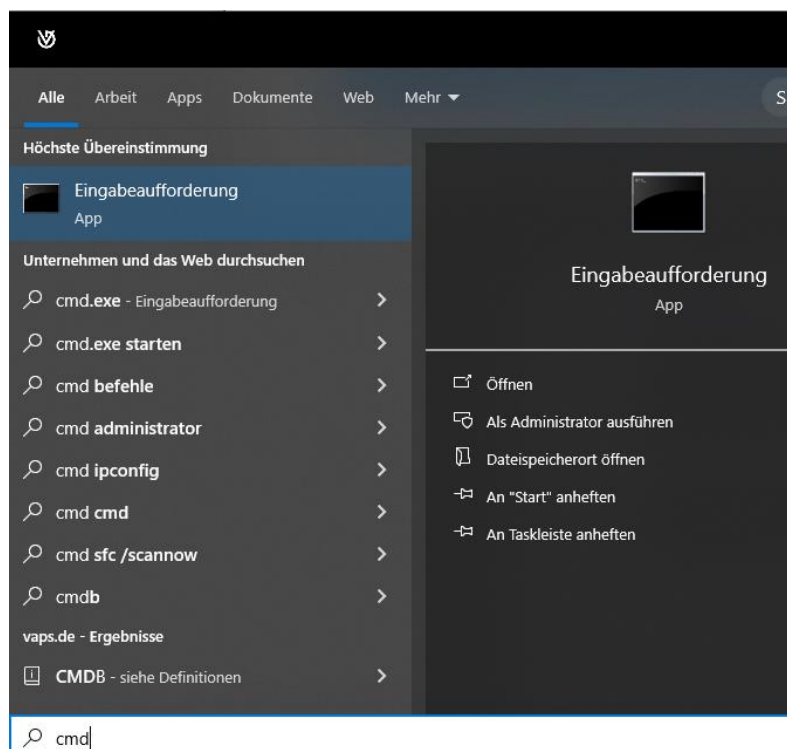 Alle Arbeit Apps Dokumente Web Mehr
S
Höchste Übereinstimmung
Eingabeaufforderung
App
Unternehmen und das Web durchsuchen
cmd.exe - Eingabeaufforderung
cmd.exe starten
cmd befehle
cmd administrator
cmd ipconfig
cmd cmd
cmd sfc /scannow
cmdb
vaps.de - Ergebnisse
CMDB - siehe Definitionen
Eingabeaufforderung
App
Öffnen
Als Administrator ausführen
Dateispeicherort öffnen
An "Start" anheften
An Taskleiste anheften
cmd